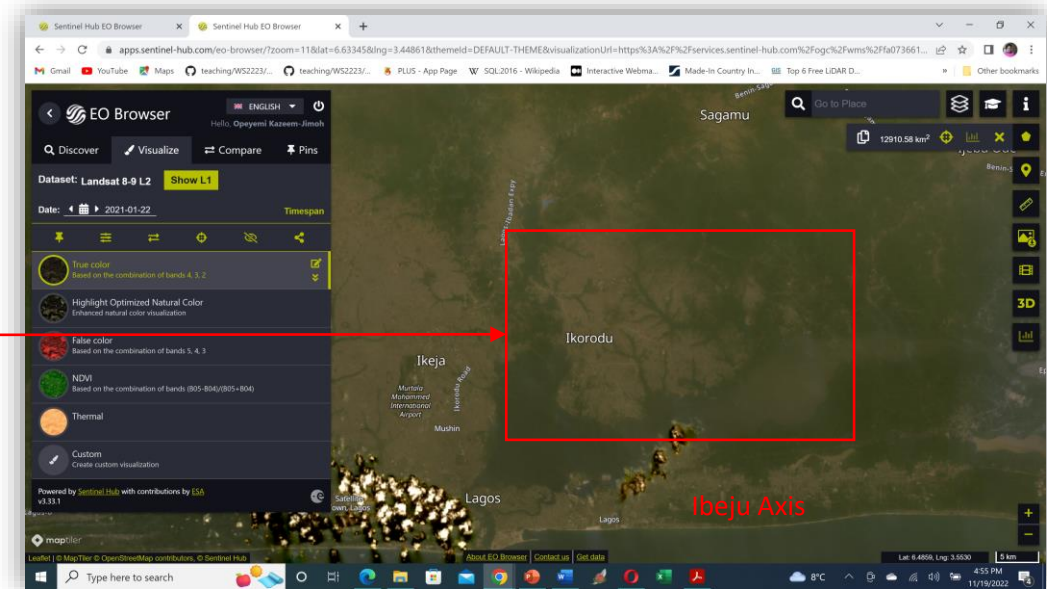 Sentinel Hub EO Browser
Sentinel Hub EO Browser
apps.sentinel-hub.com/eo-browser/?zoom=11&lat=6.63345&lng=3.44861&themeId=DEFAULT-THEME&visualizationUrl=https%3A%2F%2Fservices.sentinel-hub.com%2Fogc%2Fwms%2Ffa073661...
Gmail YouTube Maps teaching/WS2223/... teaching/WS2223/... PLUS - App Page SQL:2016 - Wikipedia Interactive Webma... Made-In Country In... Top 6 Free LiDAR D... » Other bookmarks
EO Browser
ENGLISH
Hello, Opeyemi Kazeem-Jimoh
Discover Visualize Compare Pins
Dataset: Landsat 8-9 L2 Show L1
Date: 2021-01-22 Timespan
True color
Based on the combination of bands 4, 3, 2
Highlight Optimized Natural Color
Enhanced natural color visualization
False color
Based on the combination of bands 5, 4, 3
NDVI
Based on the combination of bands (B05-B04)/(B05+B04)
Thermal
Custom
Create custom visualization
Powered by Sentinel Hub with contributions by ESA
v3.33.1
maptiler
Leaflet | © MapTiler © OpenStreetMap contributors, © Sentinel Hub
Go to Place
12910.58 km²
3D
Sagamu
Lagos-Ibadan Expy
Ikorodu
Ikeja
Ikorodu Road
Murtala
Mohammed
International
Airport
Mushin
Lagos
Lagos
Ibeju Axis
About EO Browser Contact us Get data
Lat: 6.4859, Lng: 3.5530 5 km
+
−
Type here to search
8°C
4:55 PM
11/19/2022